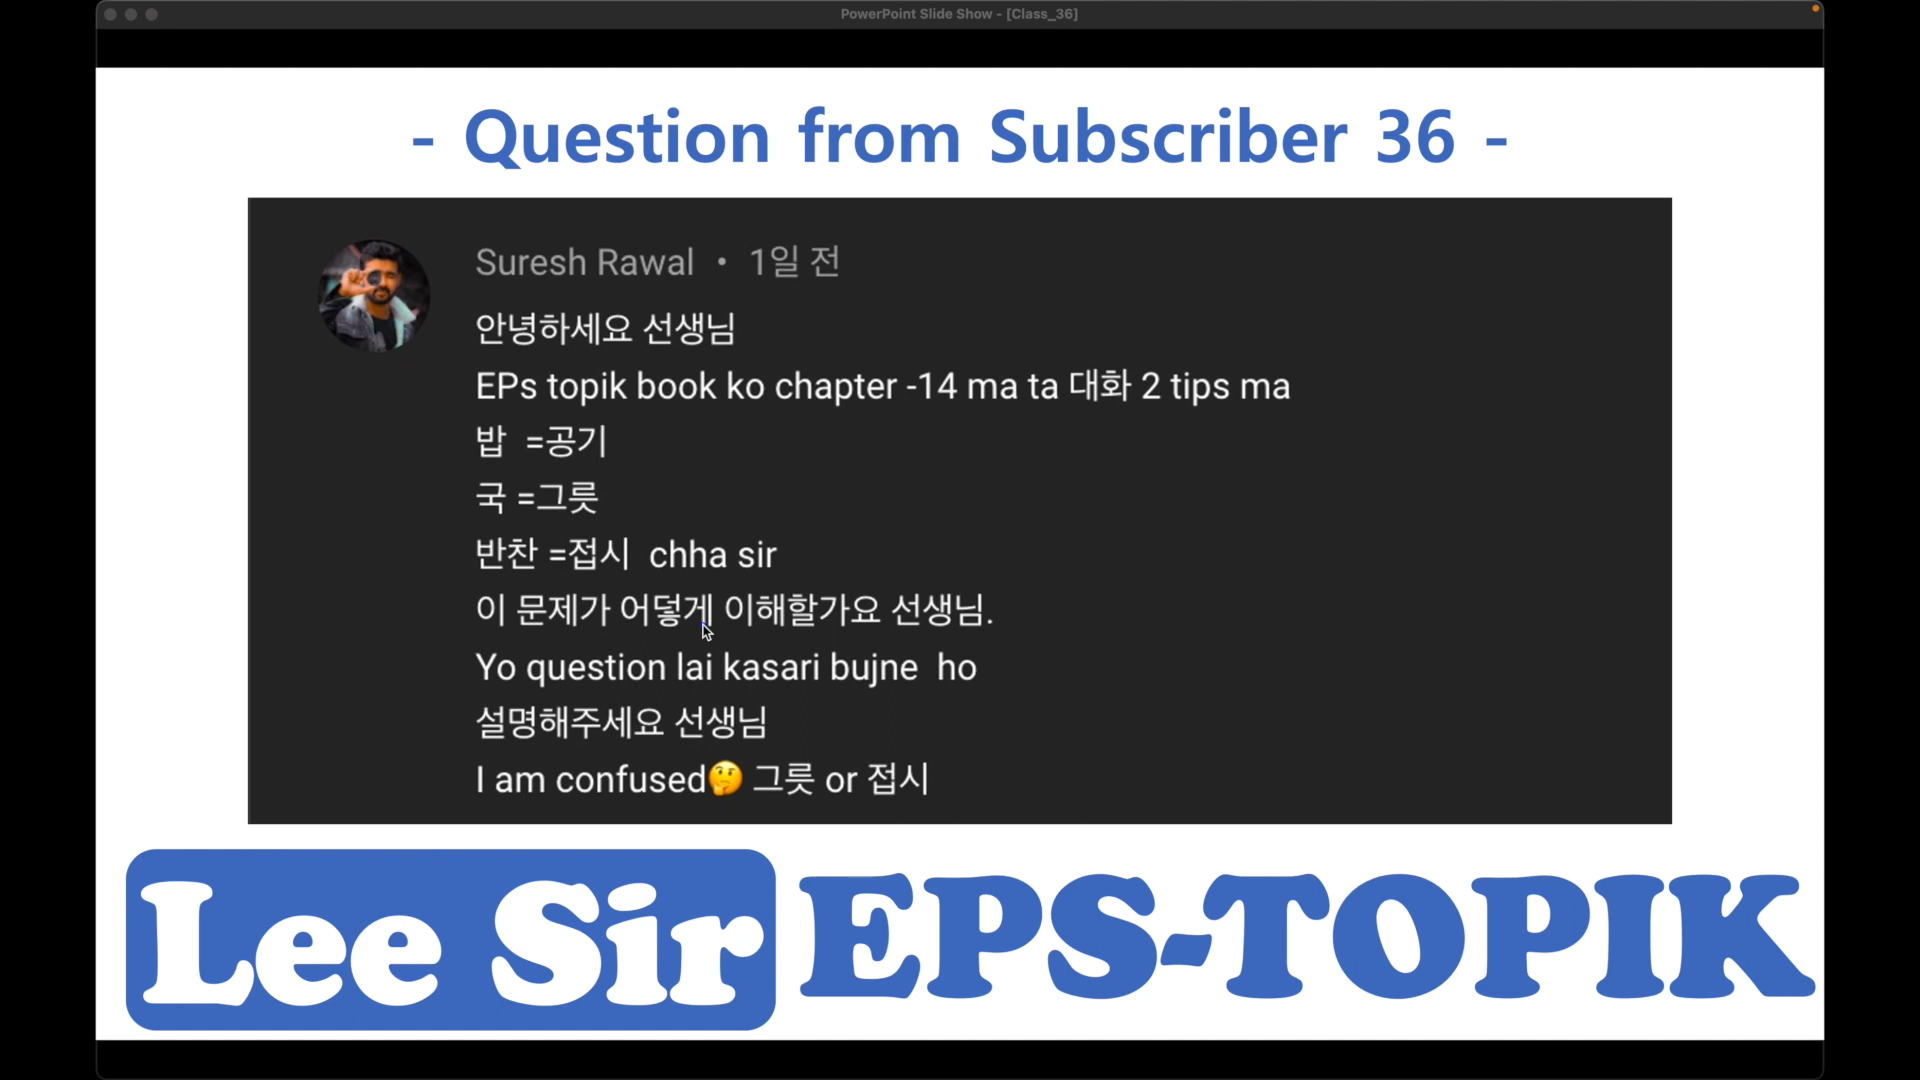 PowerPoint Slide Show - [Class_36]
- Question from Subscriber 36 -
Suresh Rawal • 1일 전
안녕하세요 선생님
EPs topik book ko chapter -14 ma ta 대화 2 tips ma
밥 =공기
국 =그릇
반찬 =접시 chha sir
이 문제가 어덯게 이해할가요 선생님.
Yo question lai kasari bujne ho
설명해주세요 선생님
I am confused🤔 그릇 or 접시
Lee Sir EPS-TOPIK